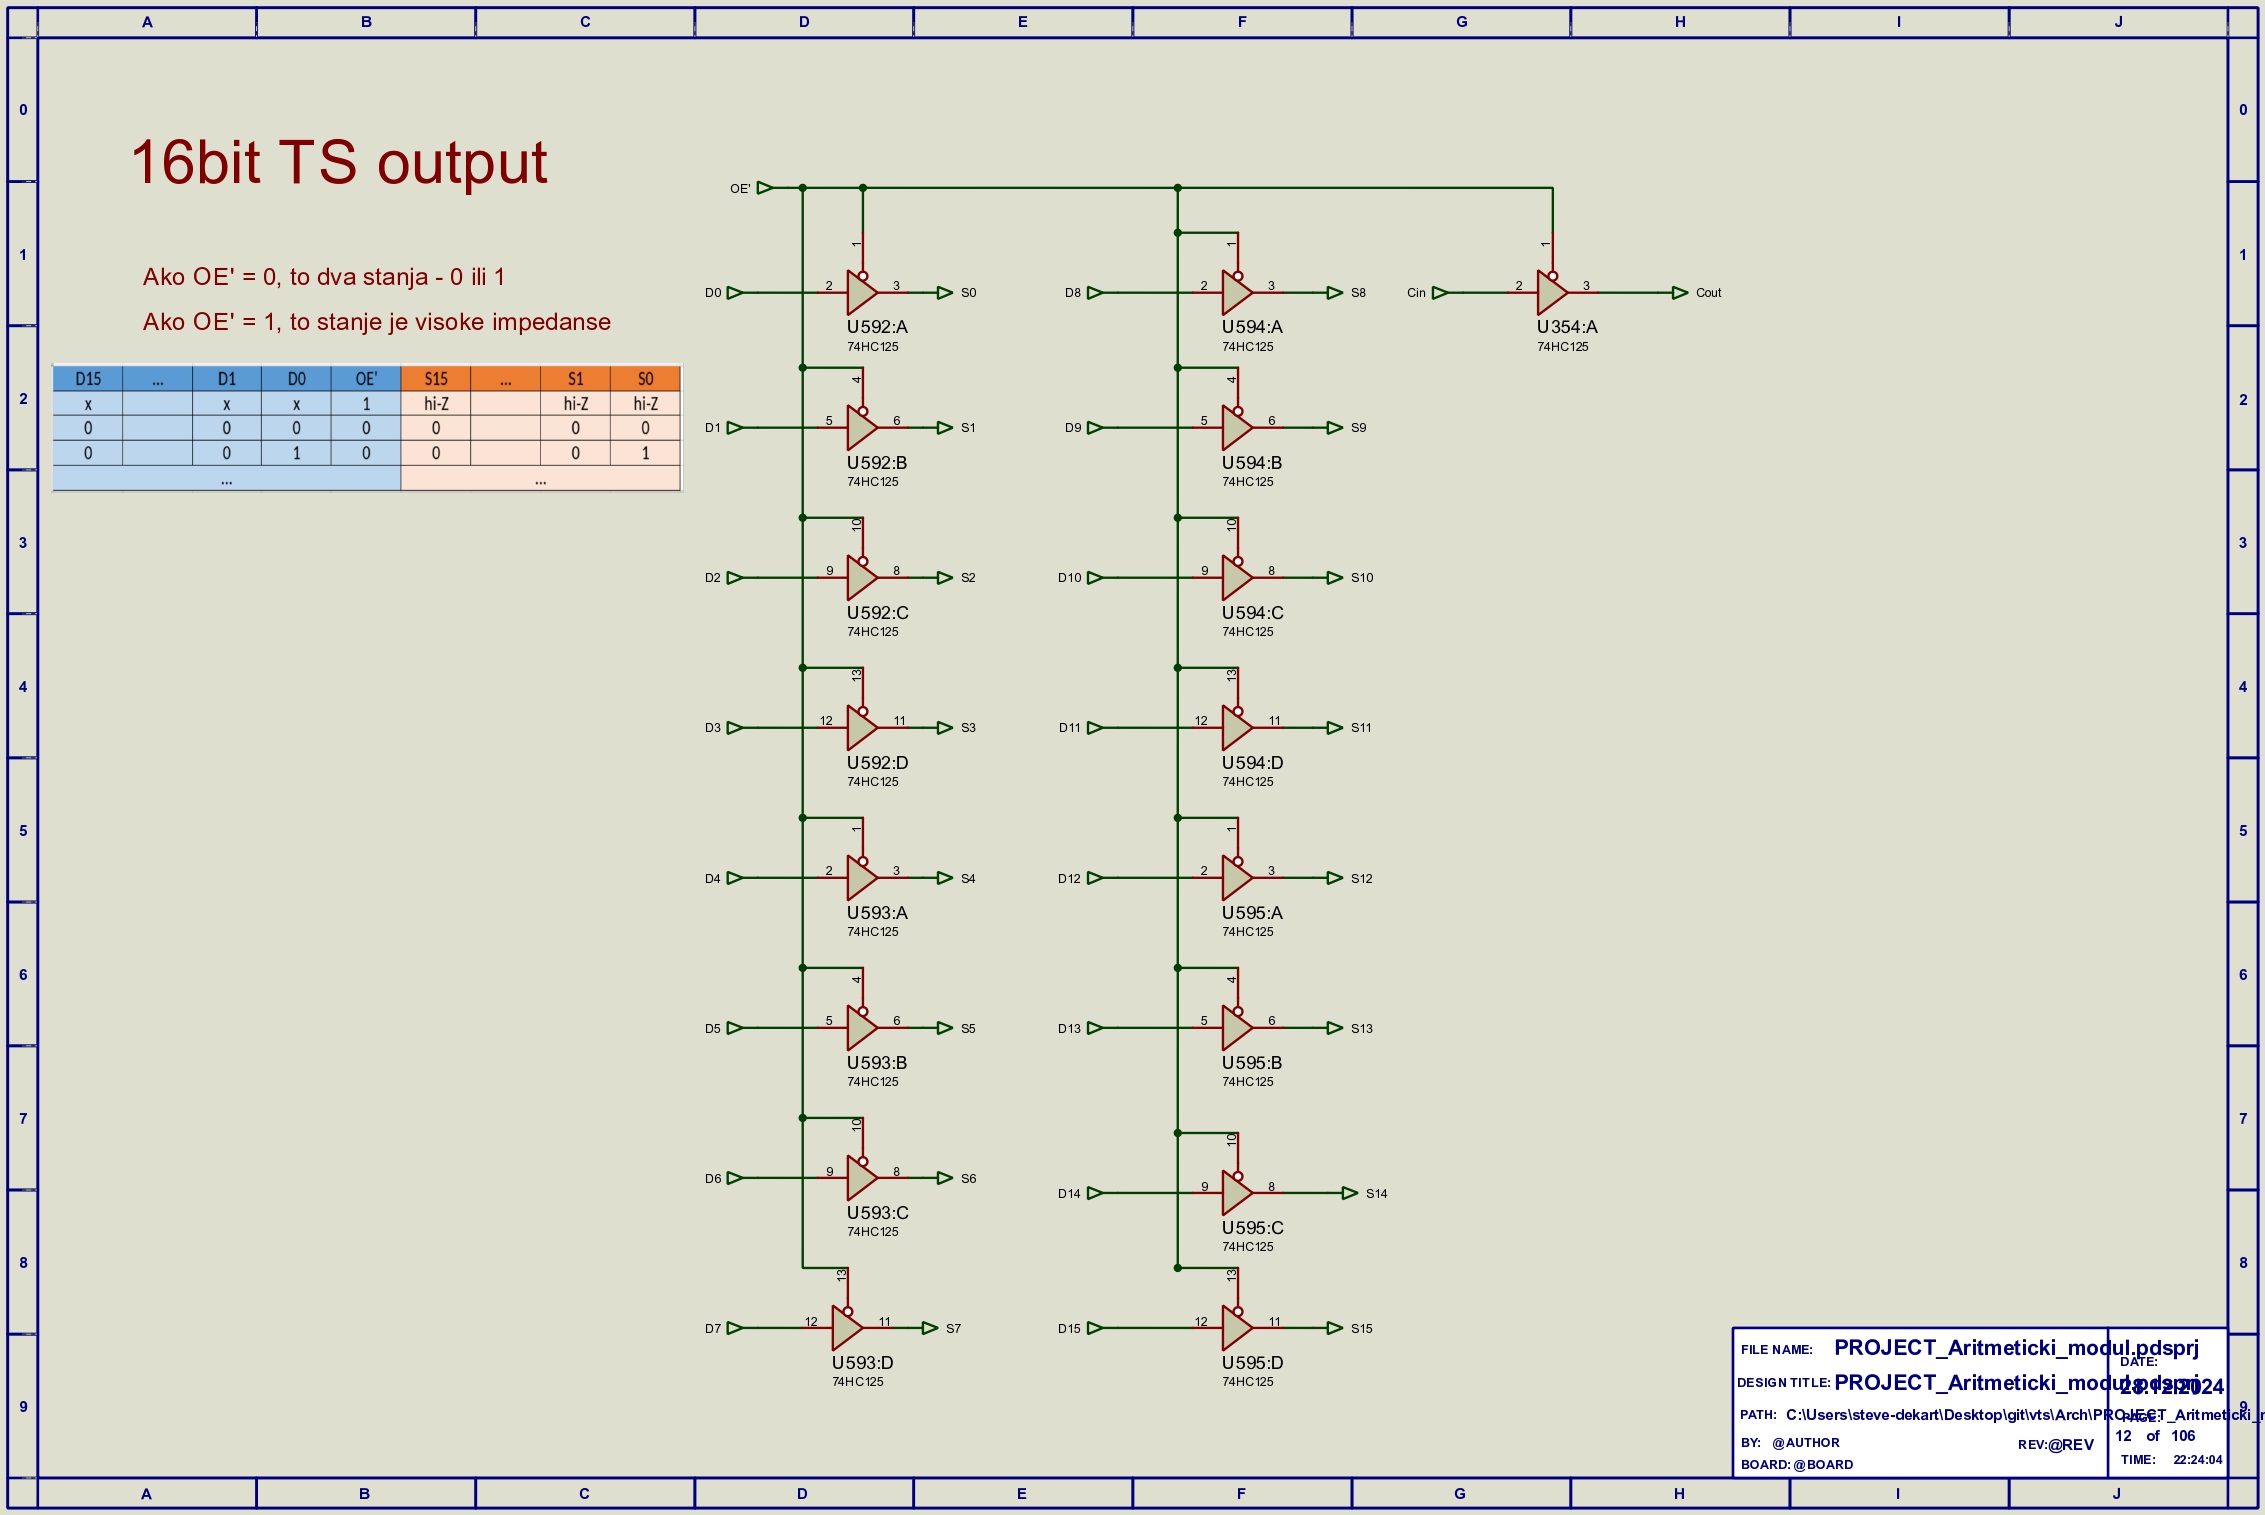 A B C D E F G H I J
0 0
16bit TS output
OE'
1 1
Ako OE' = 0, to dva stanja - 0 ili 1
Ako OE' = 1, to stanje je visoke impedanse
D15 ... D1 D0 OE' S15 ... S1 S0
x x x 1 hi-Z hi-Z hi-Z
0 0 0 0 0 0 0
0 0 1 0 0 0 1
... ...
1 1 1
D0 2 3 S0 D8 2 3 S8 Cin 2 3 Cout
U592:A U594:A U354:A
74HC125 74HC125 74HC125
2 2
4 4
D1 5 6 S1 D9 5 6 S9
U592:B U594:B
74HC125 74HC125
3 3
10 10
D2 9 8 S2 D10 9 8 S10
U592:C U594:C
74HC125 74HC125
4 4
13 13
D3 12 11 S3 D11 12 11 S11
U592:D U594:D
74HC125 74HC125
5 5
1 1
D4 2 3 S4 D12 2 3 S12
U593:A U595:A
74HC125 74HC125
6 6
4 4
D5 5 6 S5 D13 5 6 S13
U593:B U595:B
74HC125 74HC125
7 7
10 10
D6 9 8 S6 D14 9 8 S14
U593:C U595:C
74HC125 74HC125
8 8
13 13
D7 12 11 S7 D15 12 11 S15
U593:D U595:D
74HC125 74HC125
9 9
FILE NAME: PROJECT_Aritmeticki_modul.pdsprj
DATE:
DESIGN TITLE: PROJECT_Aritmeticki_modul.pdsprj
28.12.2024
PATH: C:\Users\steve-dekart\Desktop\git\vts\Arch\PROJECT_Aritmeticki_
PAGE:
BY: @AUTHOR REV:@REV 12 of 106
BOARD: @BOARD TIME: 22:24:04
A B C D E F G H I J